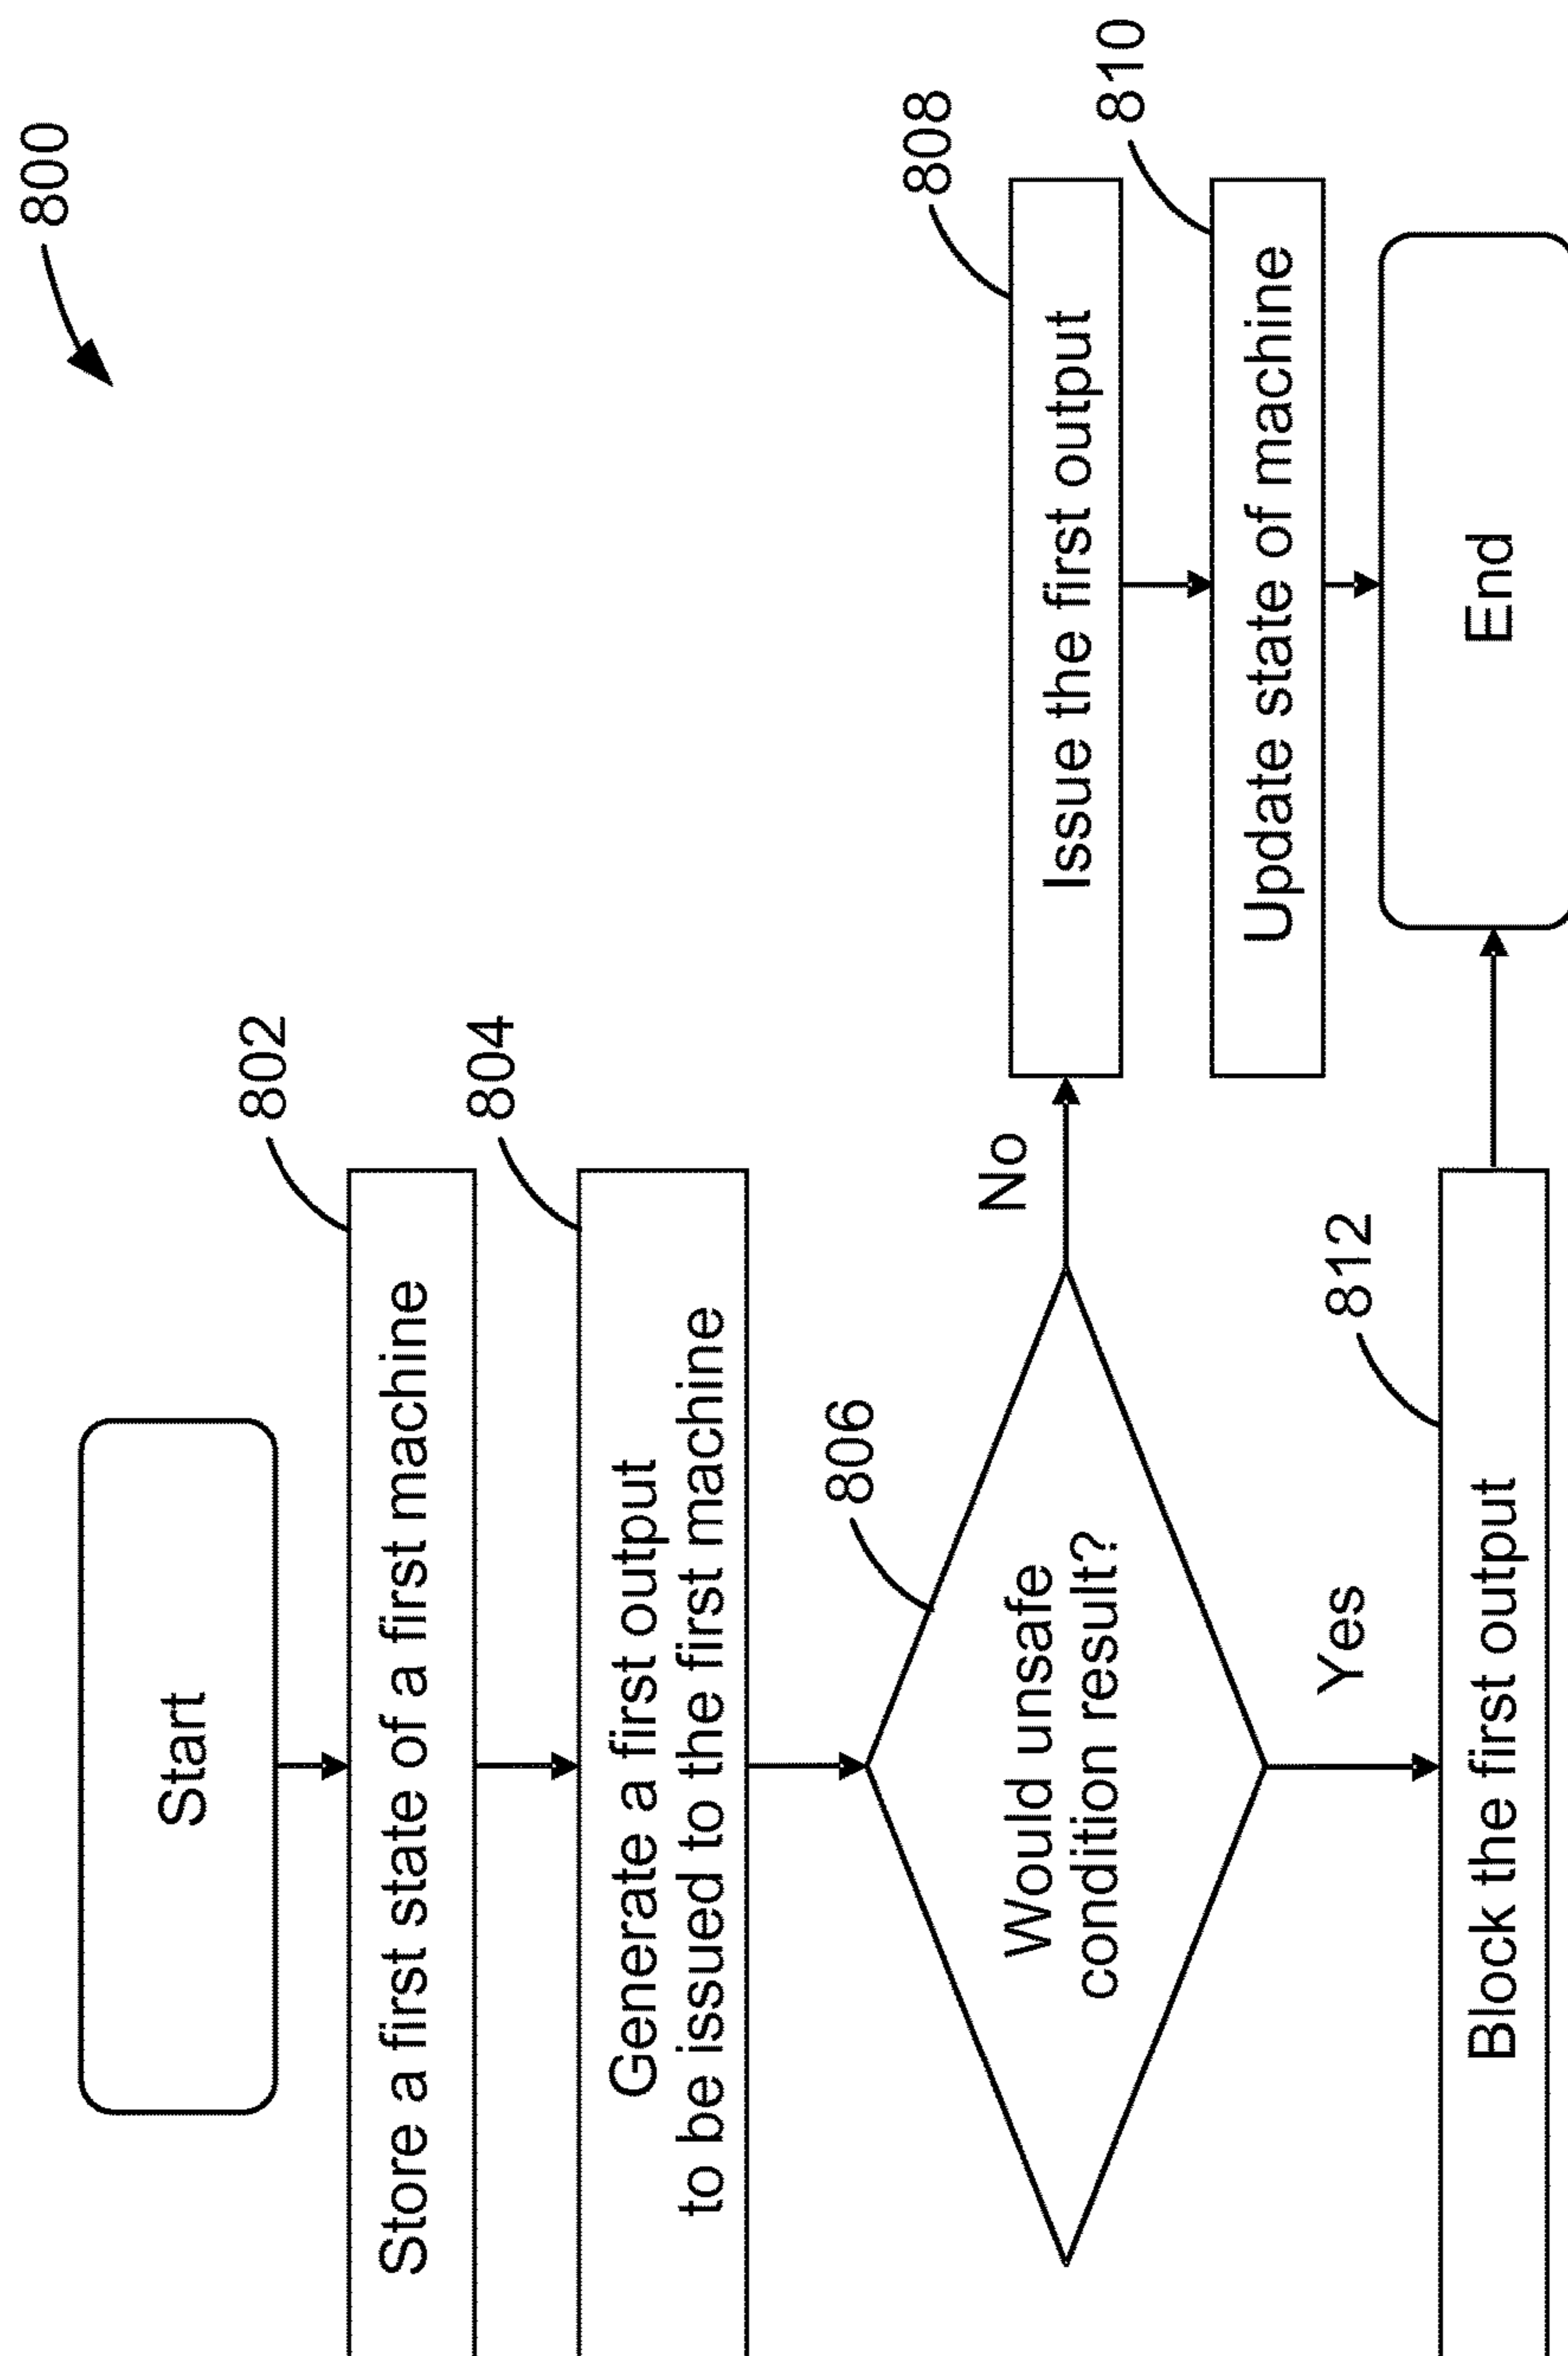 800
Start
802
Store a first state of a first machine
804
Generate a first output
to be issued to the first machine
806
Would unsafe
condition result?
No
808
Issue the first output
810
Update state of machine
Yes
812
Block the first output
End